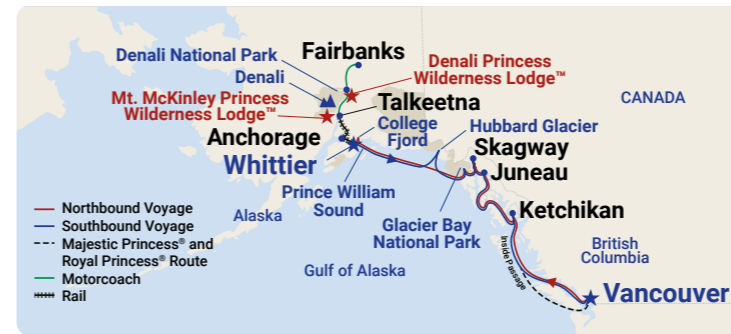 Fairbanks
Denali National Park
Denali
Denali Princess
Wilderness Lodge™
Mt. McKinley Princess
Wilderness Lodge™
Talkeetna
CANADA
College
Fjord
Hubbard Glacier
Anchorage
Whittier
Skagway
Juneau
Prince William
Sound
Glacier Bay
National Park
Ketchikan
Alaska
Gulf of Alaska
British
Columbia
Inside Passage
Vancouver
Northbound Voyage
Southbound Voyage
Majestic Princess® and
Royal Princess® Route
Motorcoach
Rail